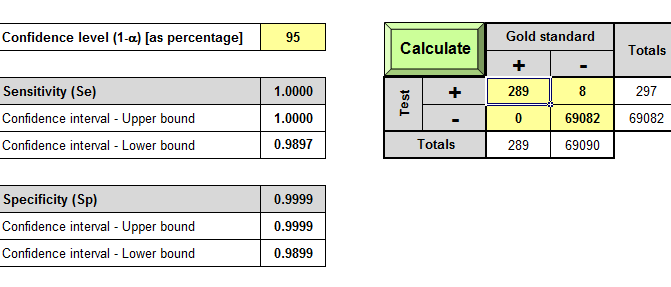 Confidence level (1-α) [as percentage] 95
Sensitivity (Se) 1.0000
Confidence interval - Upper bound 1.0000
Confidence interval - Lower bound 0.9897
Specificity (Sp) 0.9999
Confidence interval - Upper bound 0.9999
Confidence interval - Lower bound 0.9899
Calculate Gold standard Totals
+ -
Test + 289 8 297
- 0 69082 69082
Totals 289 69090